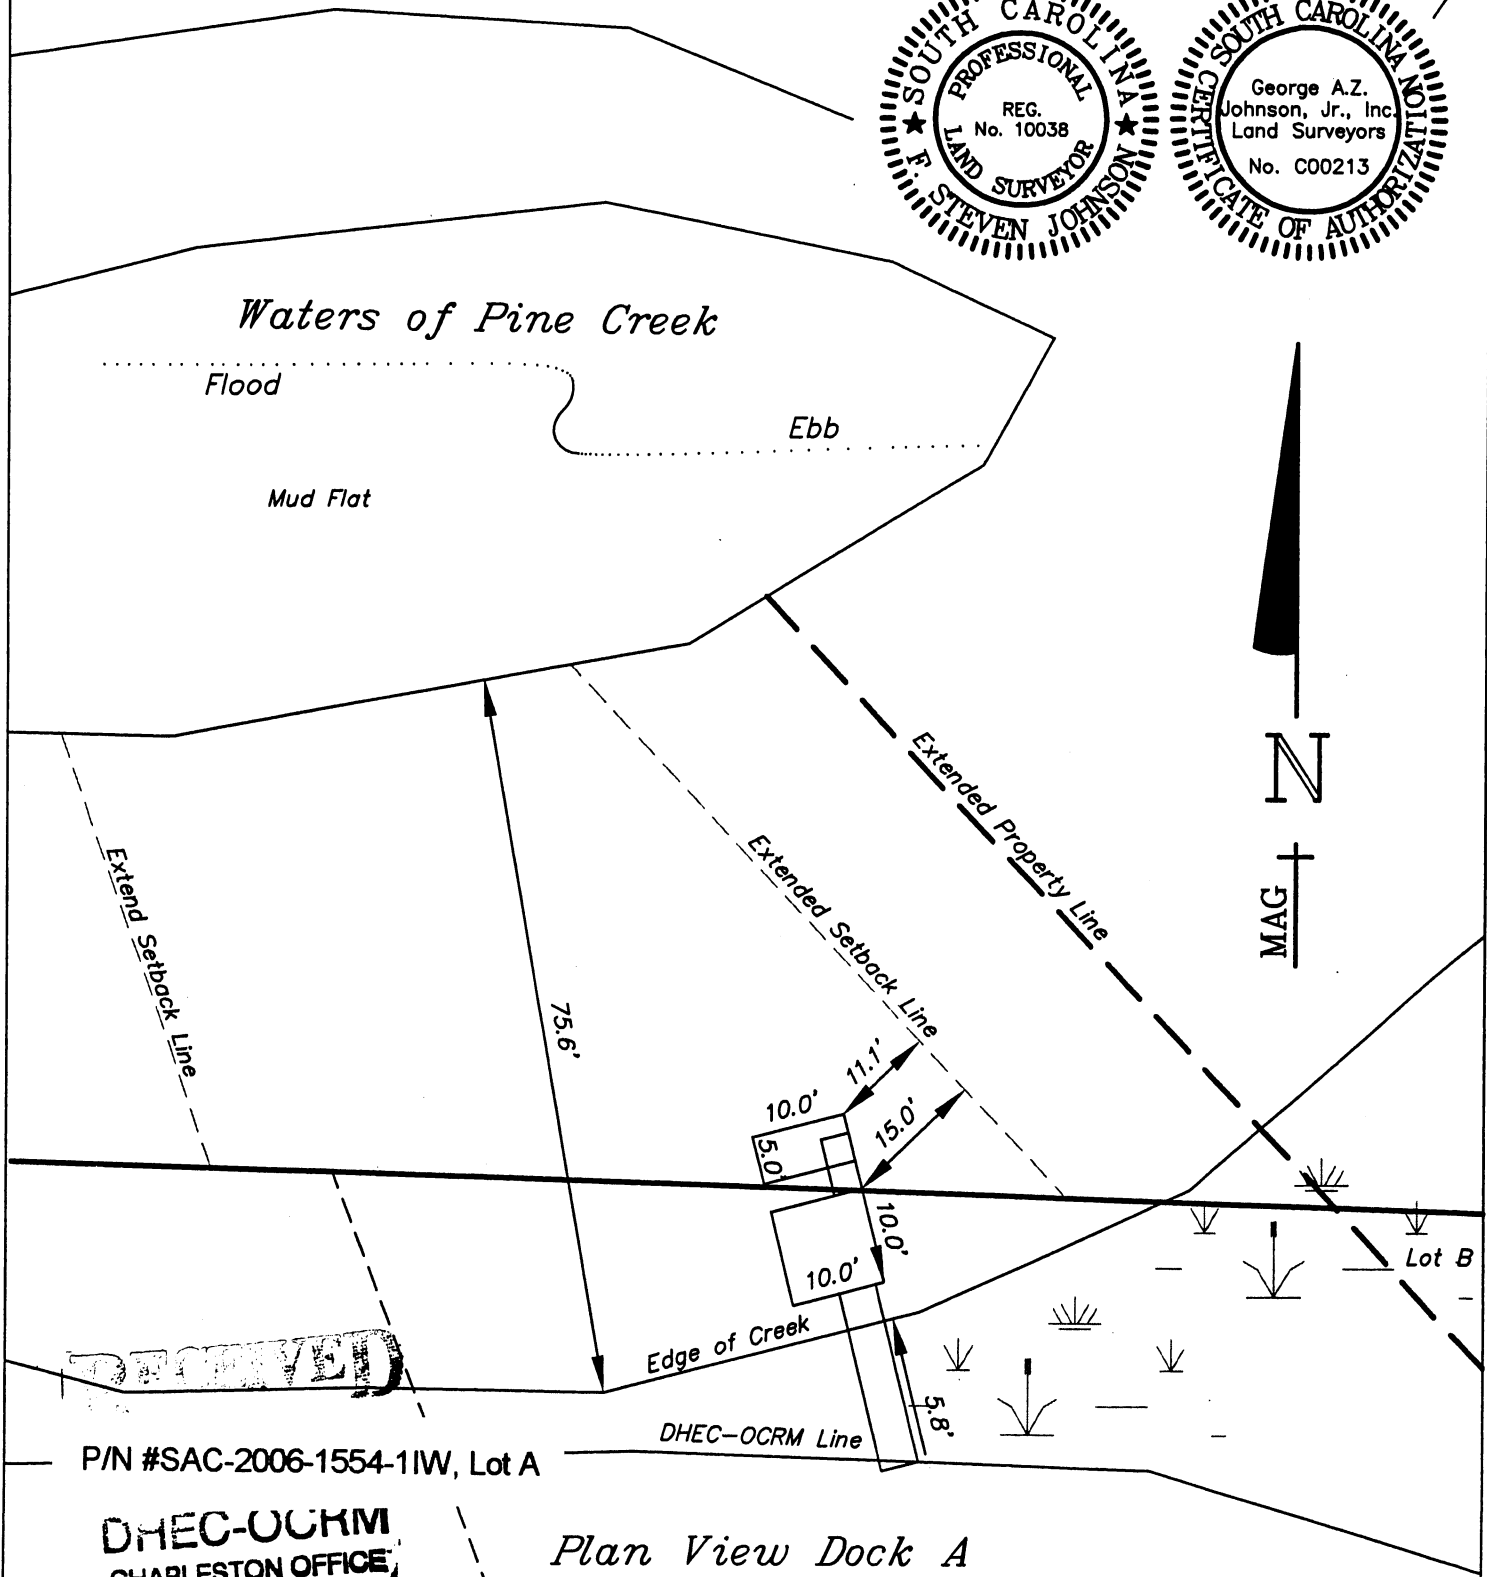 SOUTH CAROLINA
PROFESSIONAL
REG.
No. 10038
LAND SURVEYOR
F. STEVEN JOHNSON
SOUTH CAROLINA
George A.Z.
Johnson, Jr., Inc.
Land Surveyors
No. C00213
CERTIFICATE OF AUTHORIZATION
Waters of Pine Creek
Flood
Ebb
Mud Flat
N
MAG
Extended Property Line
Extended Setback Line
Extend Setback Line
75.6'
11.1'
10.0'
15.0'
5.0'
10.0'
10.0'
Lot B
Edge of Creek
RECEIVED
5.8'
DHEC-OCRM Line
P/N #SAC-2006-1554-1IW, Lot A
DHEC-OCRM
CHARLESTON OFFICE
Plan View Dock A